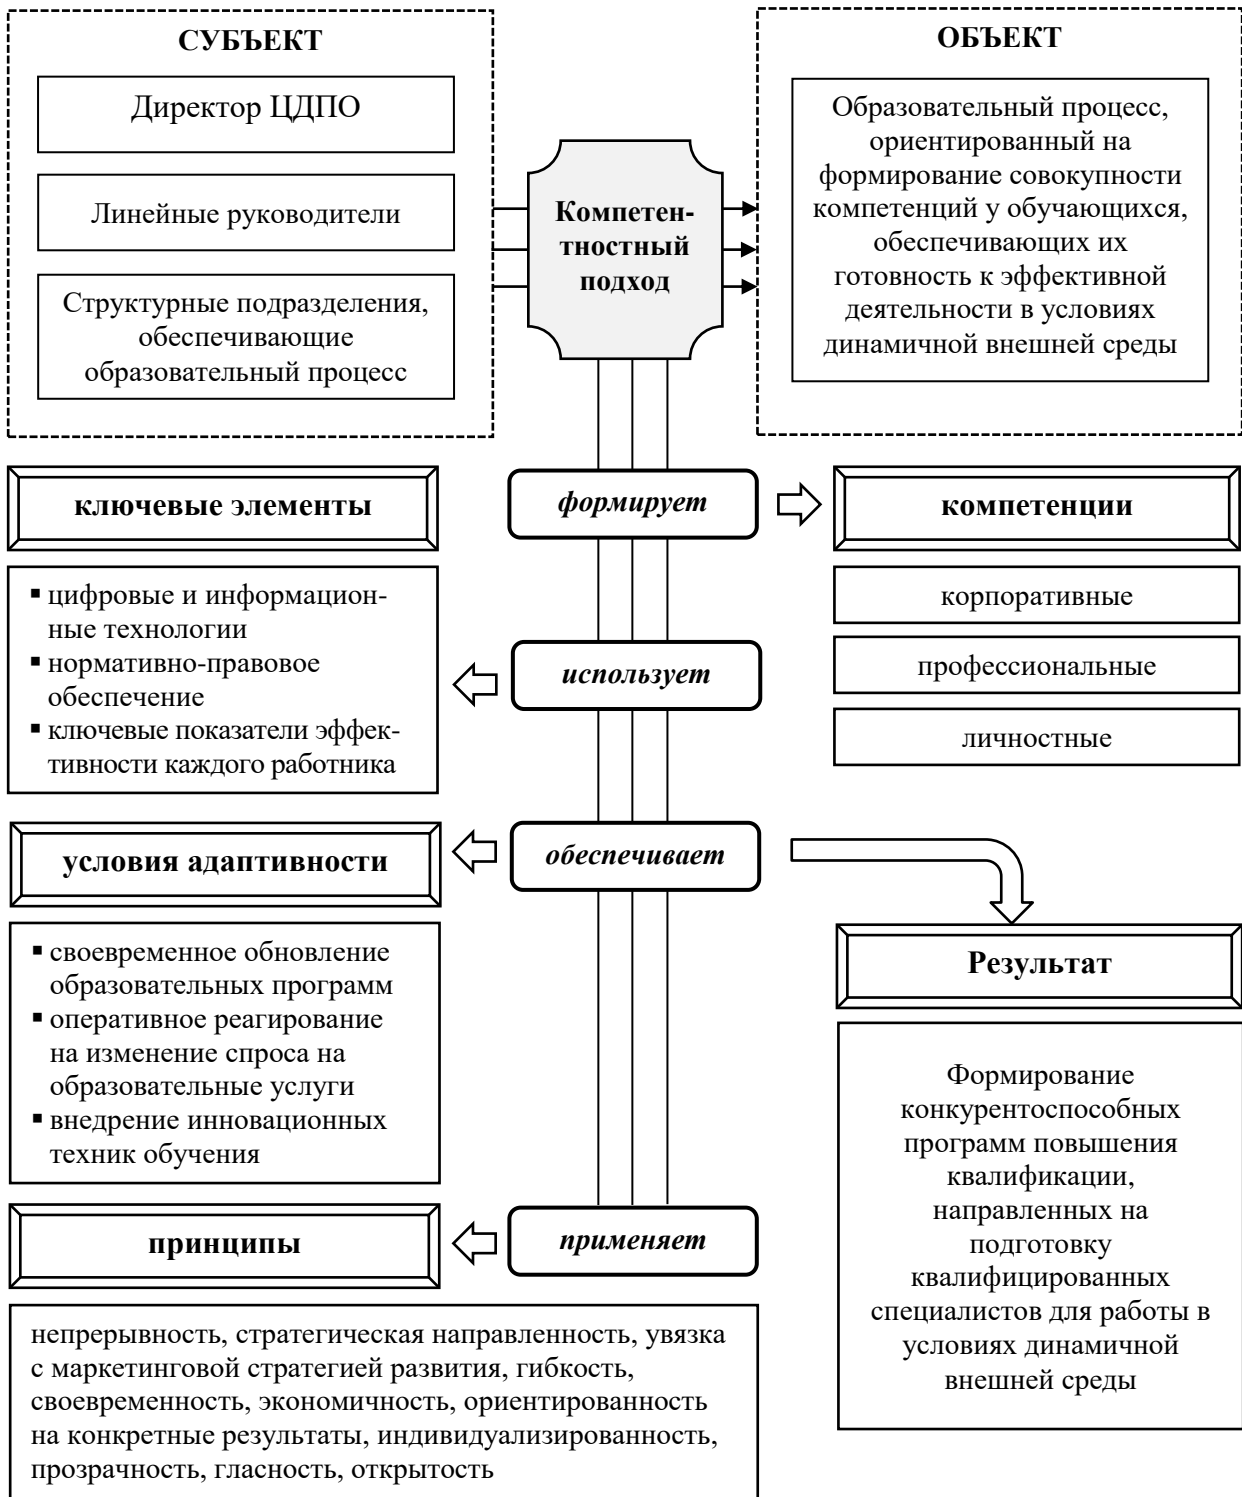 СУБЪЕКТ
Директор ЦДПО
Линейные руководители
Структурные подразделения,
обеспечивающие
образовательный процесс
Компетен-
тностный
подход
ОБЪЕКТ
Образовательный процесс,
ориентированный на
формирование совокупности
компетенций у обучающихся,
обеспечивающих их
готовность к эффективной
деятельности в условиях
динамичной внешней среды
ключевые элементы
формирует
компетенции
▪ цифровые и информацион-
ные технологии
▪ нормативно-правовое
обеспечение
▪ ключевые показатели эффек-
тивности каждого работника
использует
корпоративные
профессиональные
личностные
условия адаптивности
обеспечивает
▪ своевременное обновление
образовательных программ
▪ оперативное реагирование
на изменение спроса на
образовательные услуги
▪ внедрение инновационных
техник обучения
Результат
Формирование
конкурентоспособных
программ повышения
квалификации,
направленных на
подготовку
квалифицированных
специалистов для работы в
условиях динамичной
внешней среды
принципы
применяет
непрерывность, стратегическая направленность, увязка
с маркетинговой стратегией развития, гибкость,
своевременность, экономичность, ориентированность
на конкретные результаты, индивидуализированность,
прозрачность, гласность, открытость